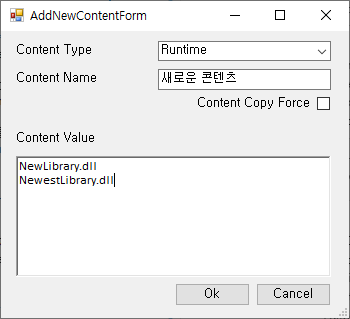 AddNewContentForm
Content Type
Runtime
Content Name
새로운 콘텐츠
Content Copy Force
Content Value
NewLibrary.dll
NewestLibrary.dll
Ok
Cancel